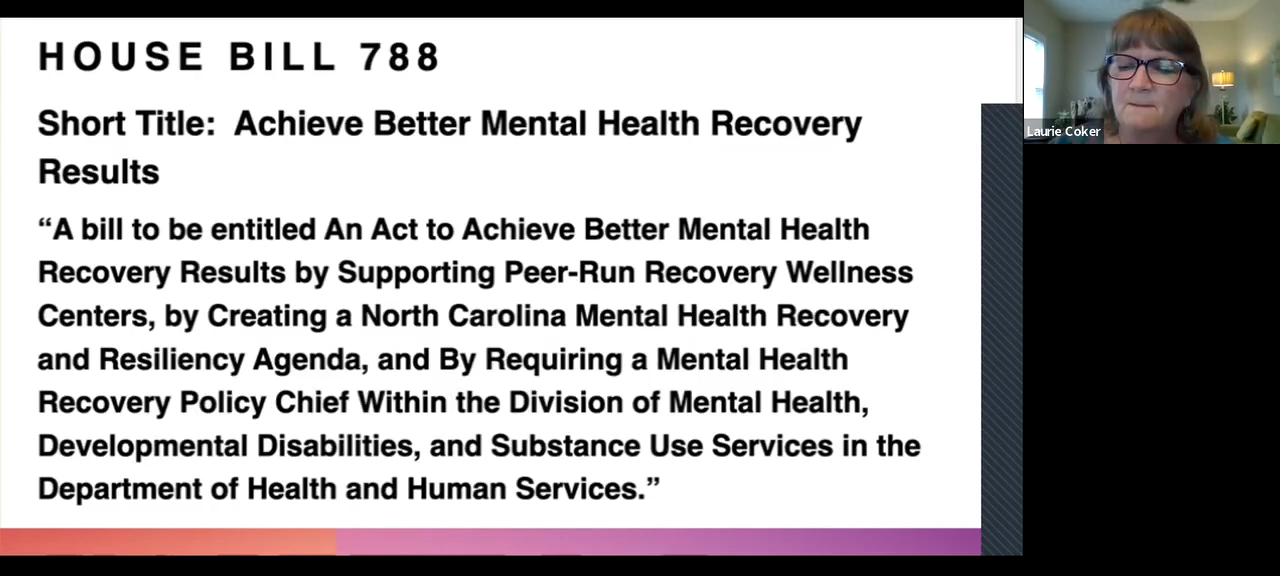 HOUSE BILL 788
Short Title: Achieve Better Mental Health Recovery
Results
“A bill to be entitled An Act to Achieve Better Mental Health
Recovery Results by Supporting Peer-Run Recovery Wellness
Centers, by Creating a North Carolina Mental Health Recovery
and Resiliency Agenda, and By Requiring a Mental Health
Recovery Policy Chief Within the Division of Mental Health,
Developmental Disabilities, and Substance Use Services in the
Department of Health and Human Services.”
Laurie Coker